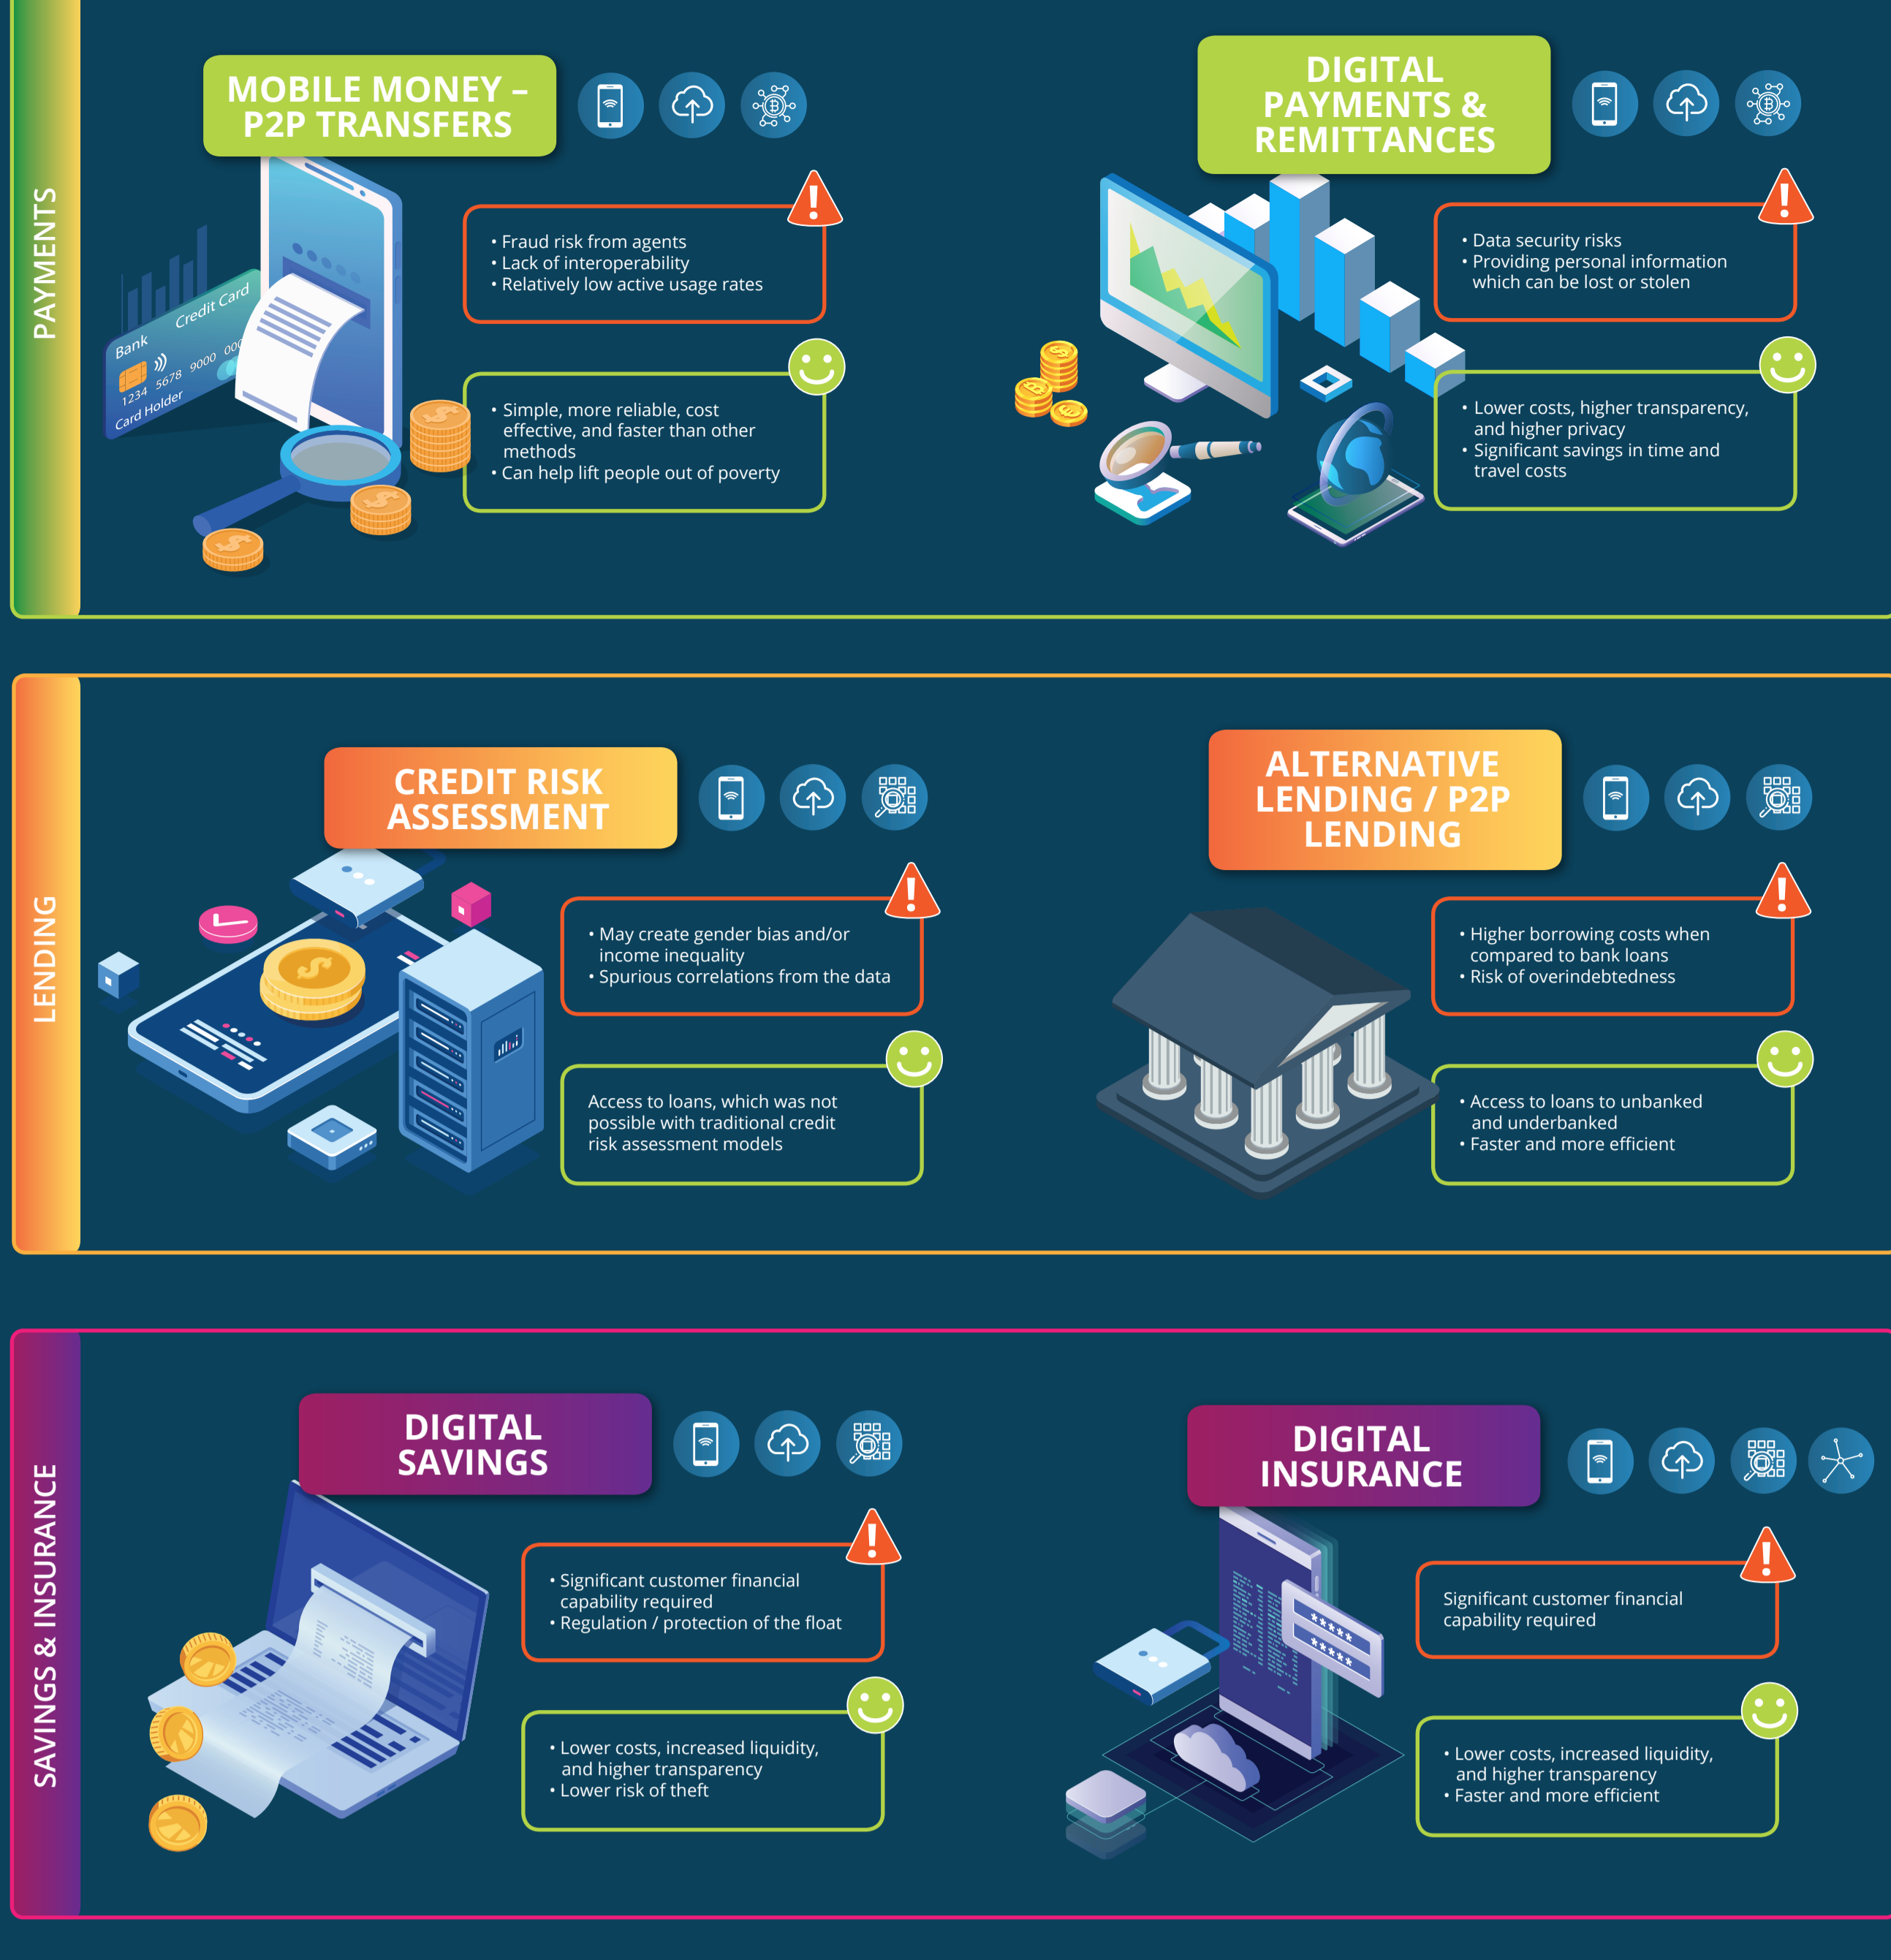 PAYMENTS
MOBILE MONEY –
P2P TRANSFERS
• Fraud risk from agents
• Lack of interoperability
• Relatively low active usage rates
• Simple, more reliable, cost
effective, and faster than other
methods
• Can help lift people out of poverty
Bank
Credit Card
1234 5678 9000 000
Card Holder
DIGITAL
PAYMENTS &
REMITTANCES
• Data security risks
• Providing personal information
which can be lost or stolen
• Lower costs, higher transparency,
and higher privacy
• Significant savings in time and
travel costs
LENDING
CREDIT RISK
ASSESSMENT
• May create gender bias and/or
income inequality
• Spurious correlations from the data
Access to loans, which was not
possible with traditional credit
risk assessment models
ALTERNATIVE
LENDING / P2P
LENDING
• Higher borrowing costs when
compared to bank loans
• Risk of overindebtedness
• Access to loans to unbanked
and underbanked
• Faster and more efficient
SAVINGS & INSURANCE
DIGITAL
SAVINGS
• Significant customer financial
capability required
• Regulation / protection of the float
• Lower costs, increased liquidity,
and higher transparency
• Lower risk of theft
DIGITAL
INSURANCE
*****
*****
Significant customer financial
capability required
• Lower costs, increased liquidity,
and higher transparency
• Faster and more efficient